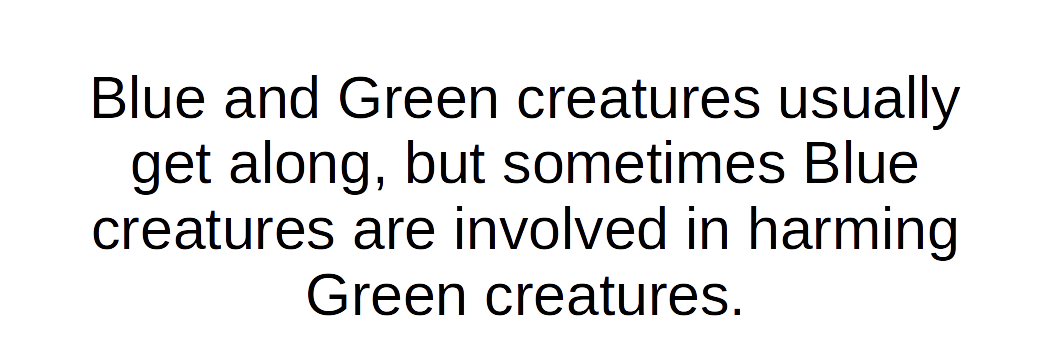 Blue and Green creatures usually
get along, but sometimes Blue
creatures are involved in harming
Green creatures.